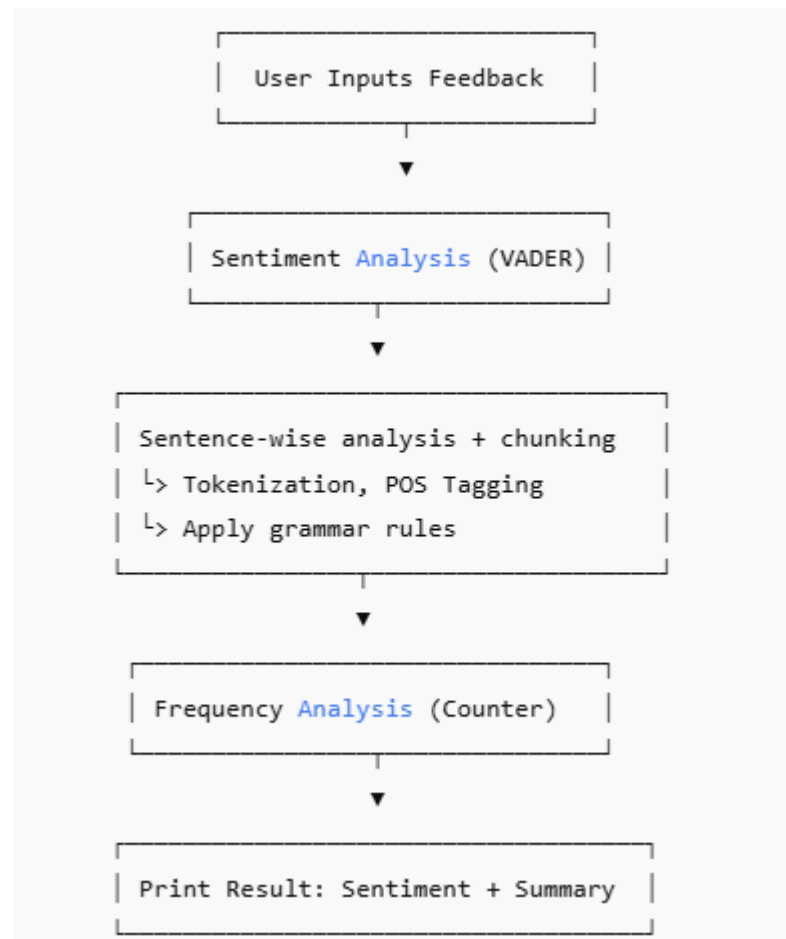 User Inputs Feedback
Sentiment Analysis (VADER)
Sentence-wise analysis + chunking
└> Tokenization, POS Tagging
└> Apply grammar rules
Frequency Analysis (Counter)
Print Result: Sentiment + Summary